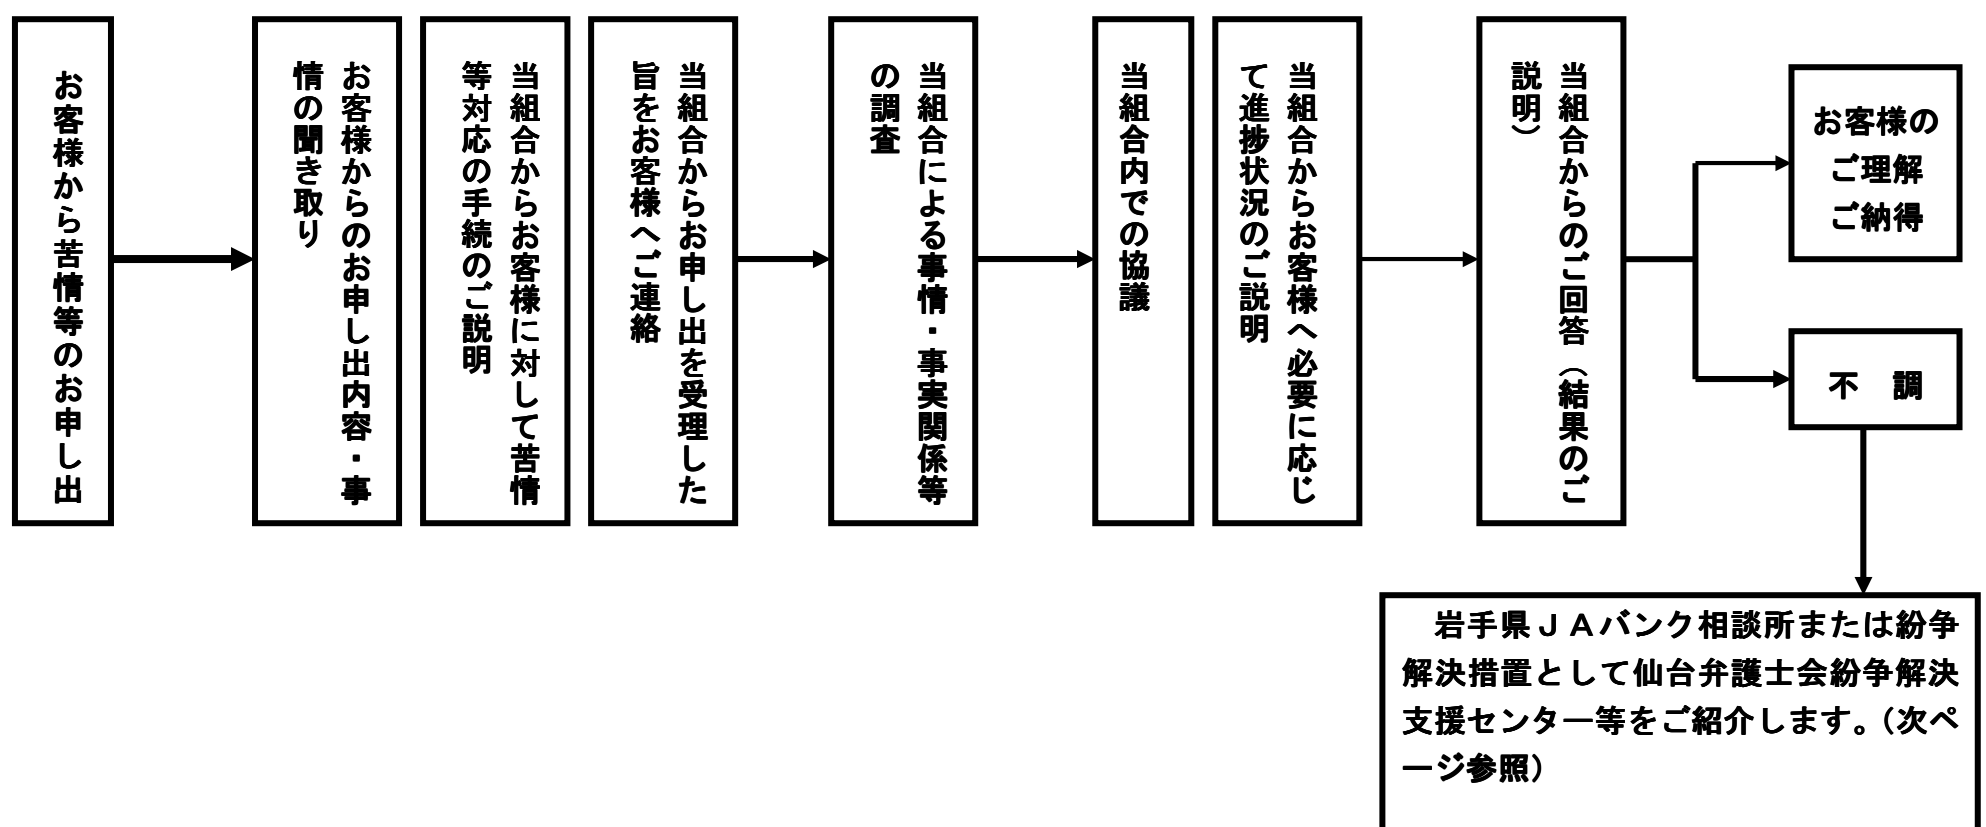 お客様から苦情等のお申し出
お客様からのお申し出内容・事
情の聞き取り
当組合からお客様に対して苦情
等対応の手続のご説明
当組合からお申し出を受理した
旨をお客様へご連絡
当組合による事情・事実関係等
の調査
当組合内での協議
当組合からお客様へ必要に応じ
て進捗状況のご説明
当組合からのご回答（結果のご
説明）
お客様の
ご理解
ご納得
不　調
岩手県ＪＡバンク相談所または紛争
解決措置として仙台弁護士会紛争解決
支援センター等をご紹介します。（次ペ
ージ参照）